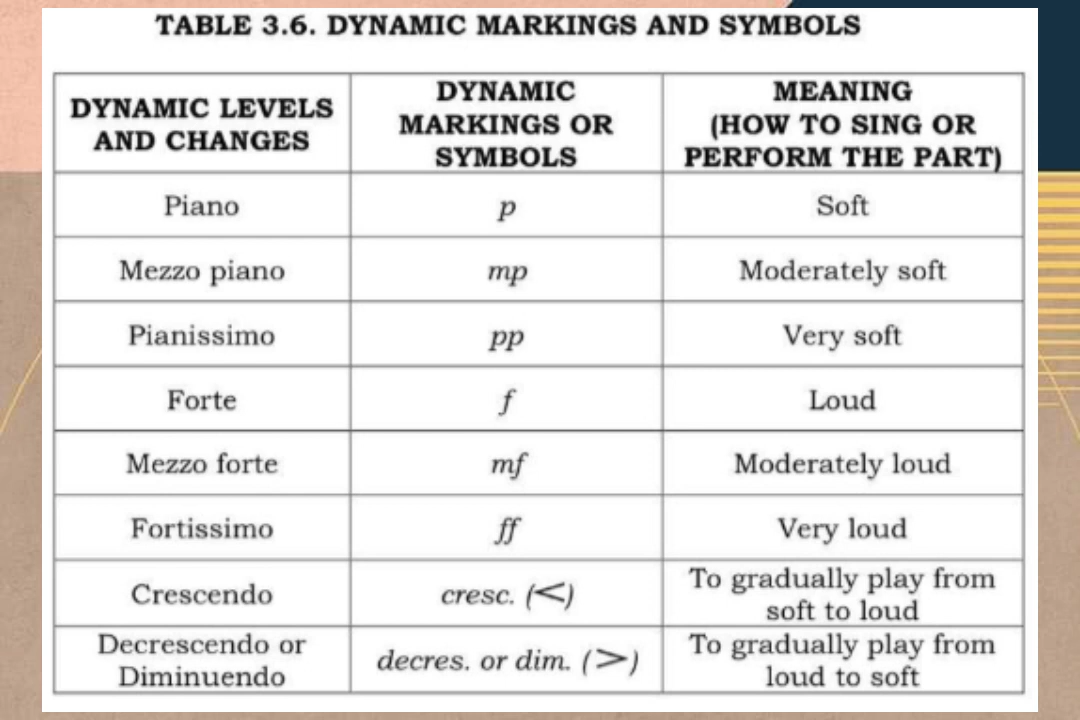 TABLE 3.6. DYNAMIC MARKINGS AND SYMBOLS
DYNAMIC LEVELS
AND CHANGES
DYNAMIC
MARKINGS OR
SYMBOLS
MEANING
(HOW TO SING OR
PERFORM THE PART)
Piano
p
Soft
Mezzo piano
mp
Moderately soft
Pianissimo
pp
Very soft
Forte
f
Loud
Mezzo forte
mf
Moderately loud
Fortissimo
ff
Very loud
Crescendo
cresc. (<)
To gradually play from
soft to loud
Decrescendo or
Diminuendo
decres. or dim. (>)
To gradually play from
loud to soft